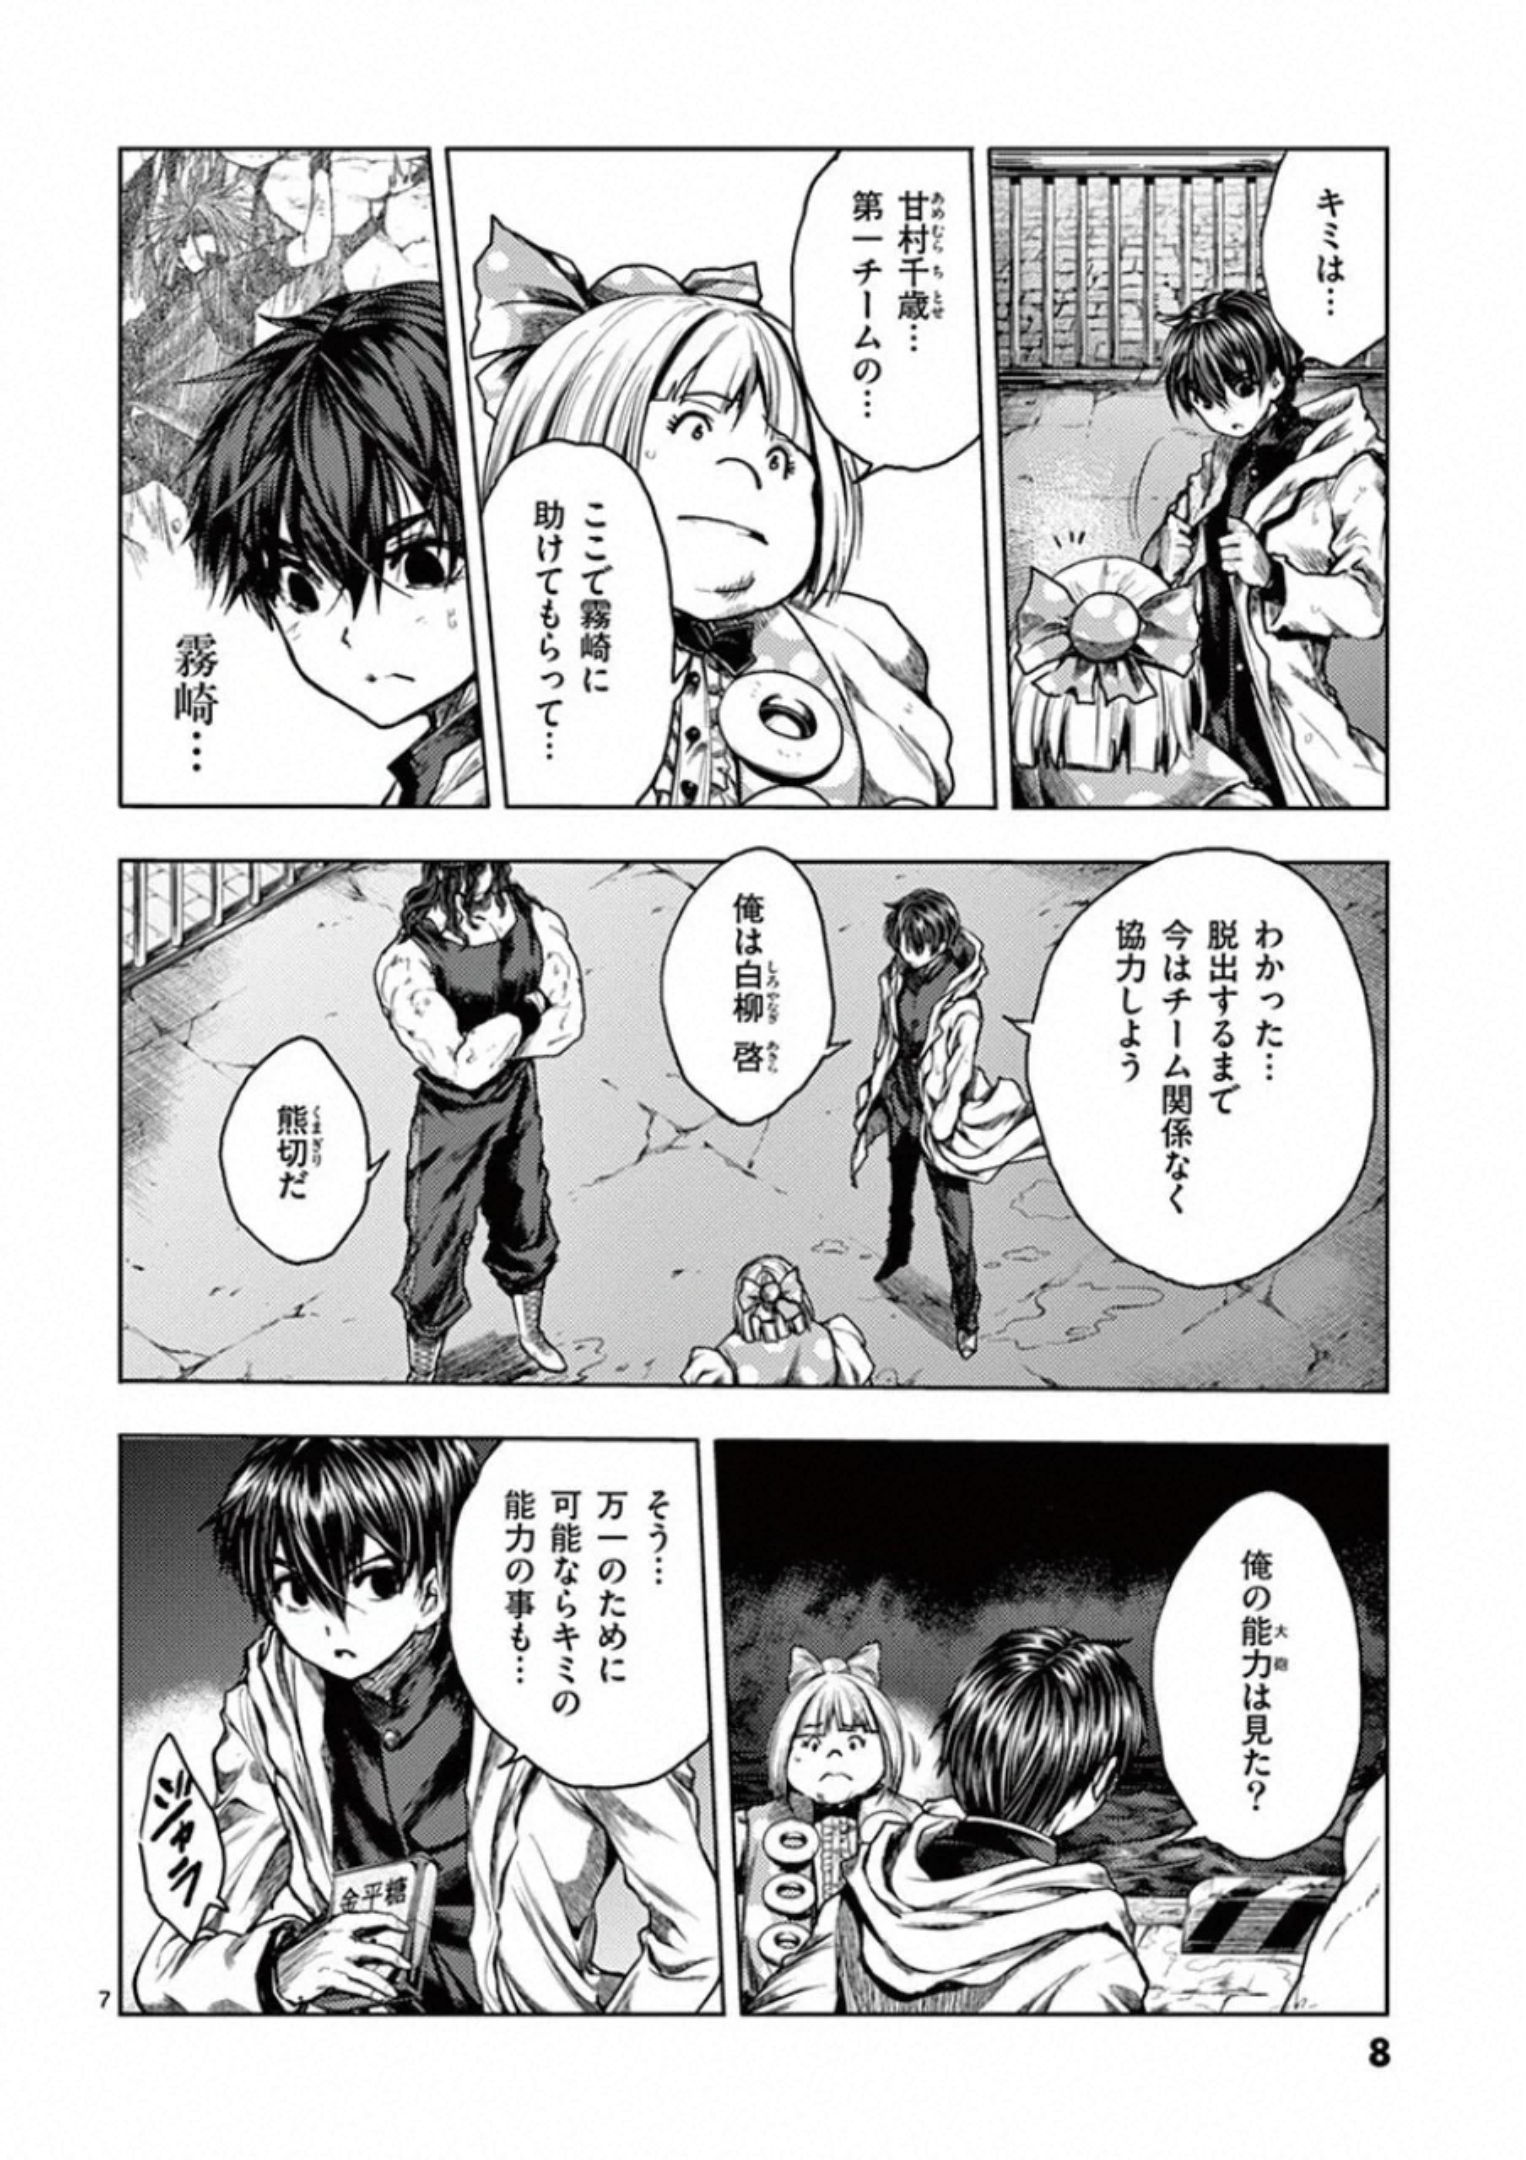 キミは…
甘村千歳…
第一チームの…
ここで霧崎に
助けてもらって…
霧崎…
わかった…
脱出するまで
今はチーム関係なく
協力しよう
俺は白柳 啓
熊切だ
俺の能力は見た?
そう…
万一のために
可能ならキミの
能力の事も…
ジャラ
金平糖
7
8